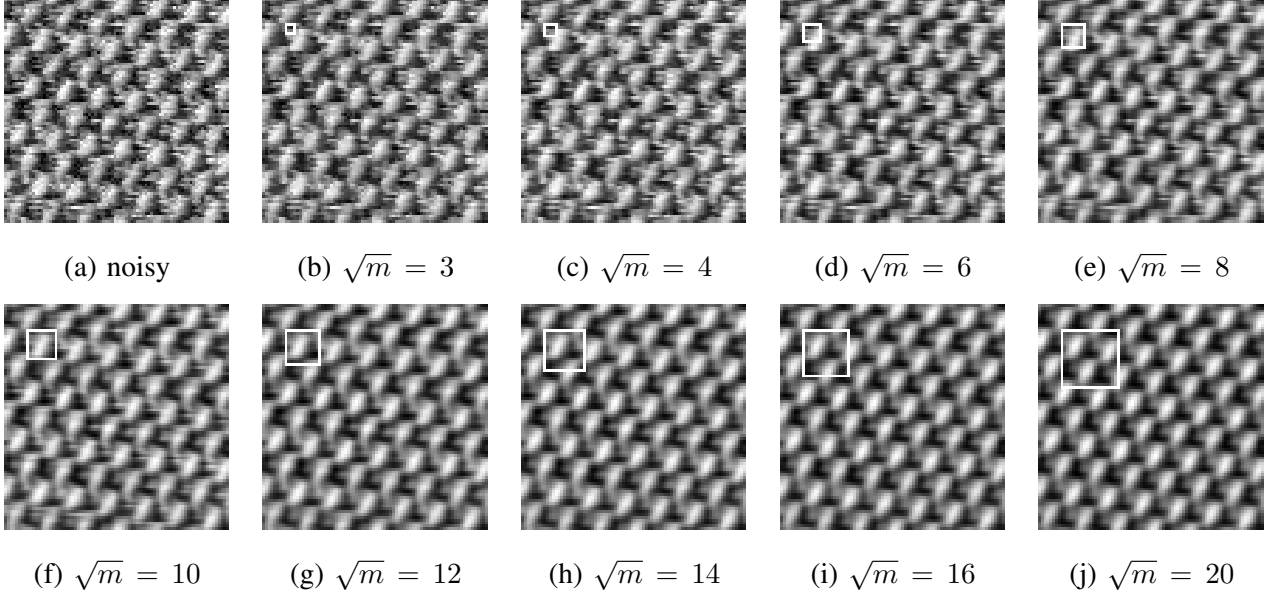 (a) noisy
(b) √m = 3
(c) √m = 4
(d) √m = 6
(e) √m = 8
(f) √m = 10
(g) √m = 12
(h) √m = 14
(i) √m = 16
(j) √m = 20